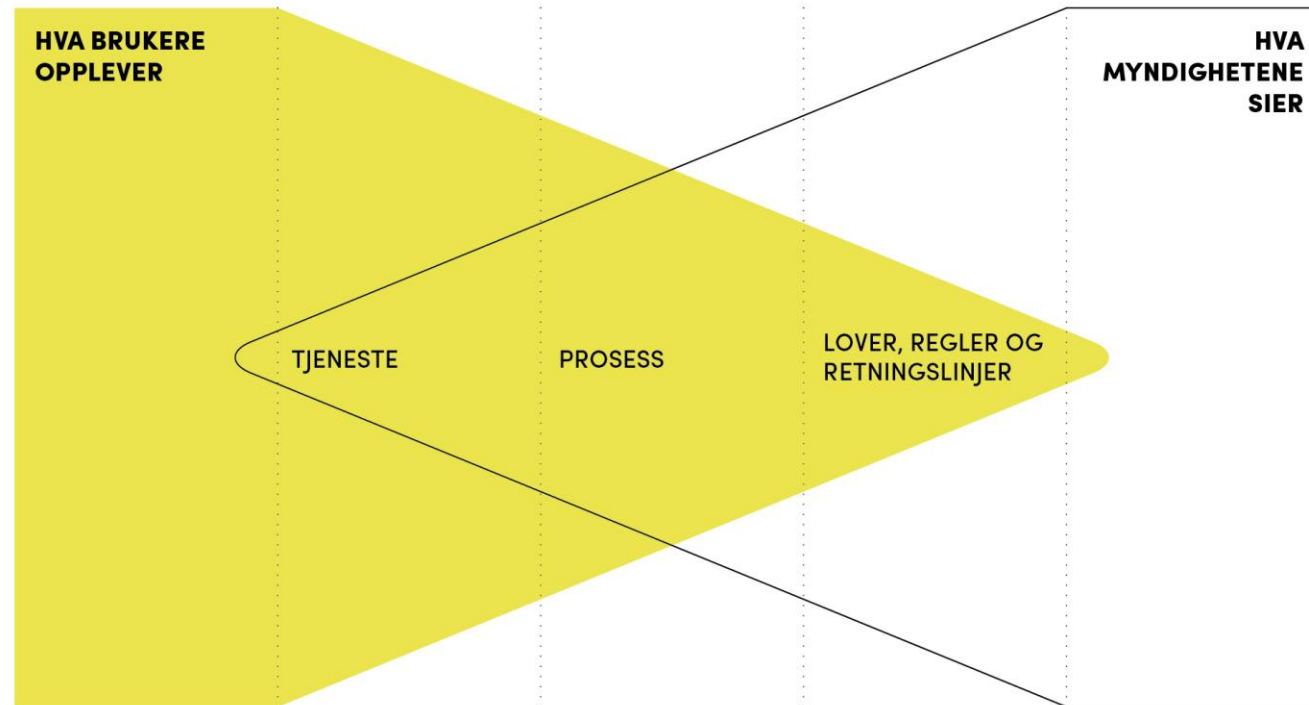 HVA BRUKERE
OPPLEVER
HVA
MYNDIGHETENE
SIER
TJENESTE
PROSESS
LOVER, REGLER OG
RETNINGSLINJER